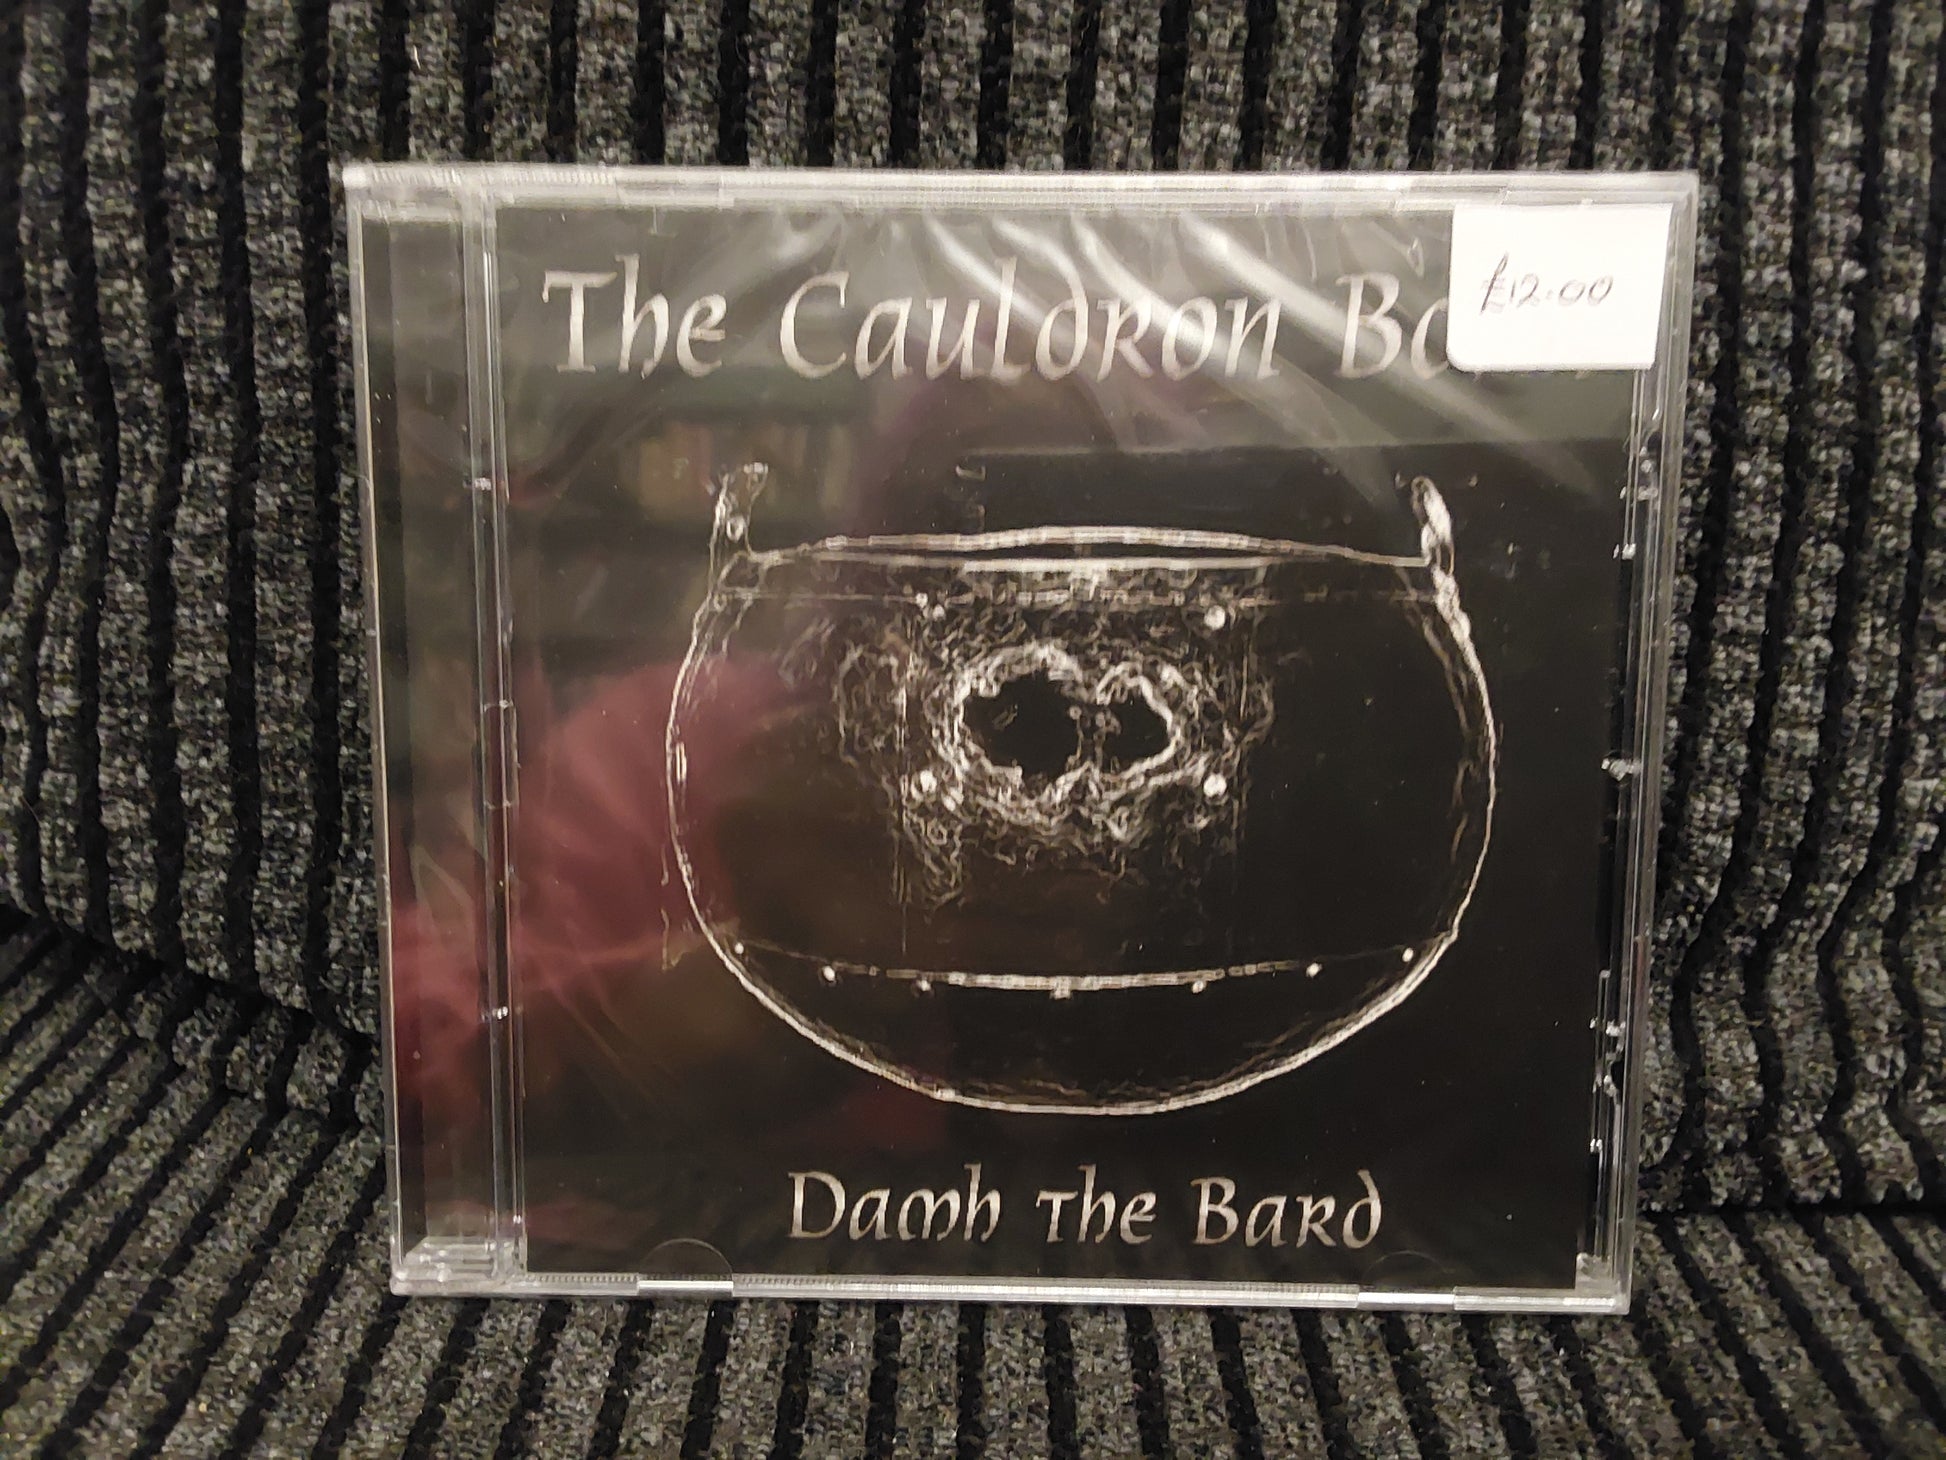 The Cauldron
£12.00
Damh the Bard